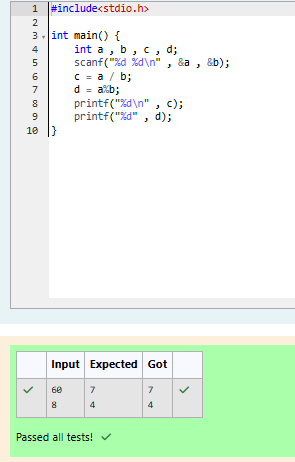 1 #include<stdio.h>
2
3 int main() {
4 int a , b , c , d;
5 scanf("%d %d\n" , &a , &b);
6 c = a / b;
7 d = a%b;
8 printf("%d\n" , c);
9 printf("%d" , d);
10 }
Input Expected Got
✓ 60 7 7 ✓
8 4 4
Passed all tests! ✓